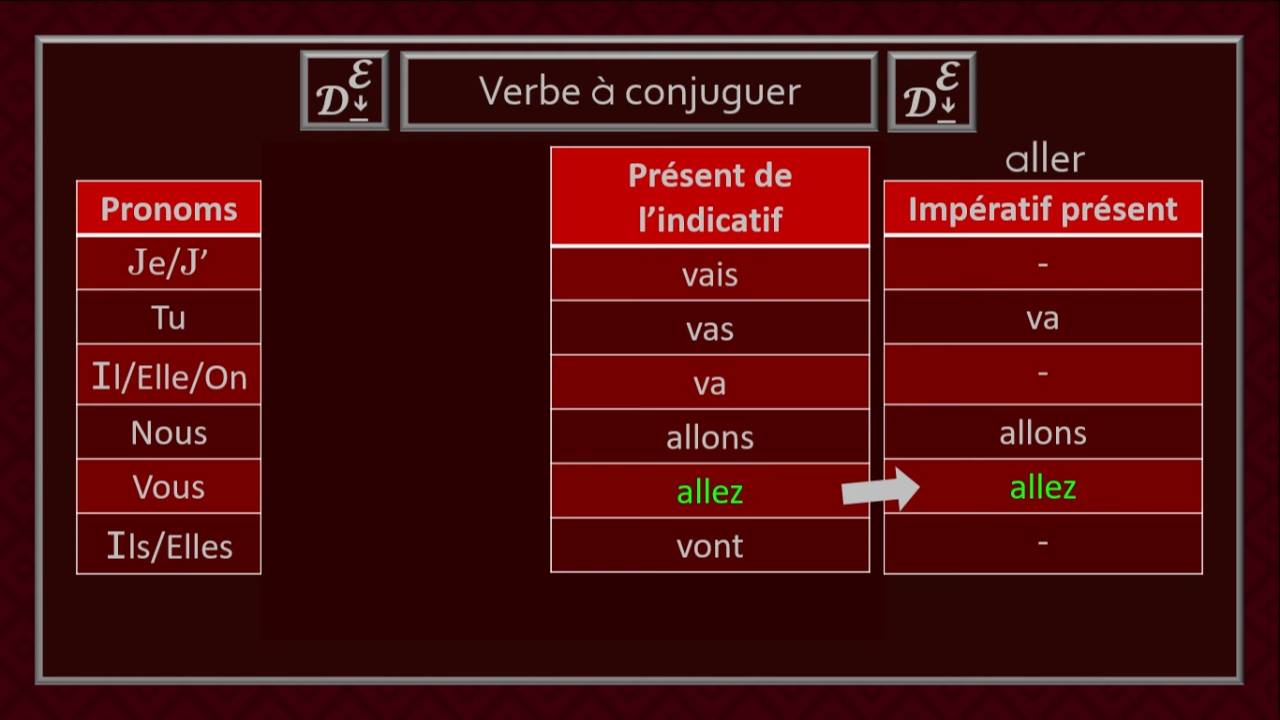 Verbe à conjuguer
aller
Pronoms
Présent de
l’indicatif
Impératif présent
Je/J’
vais
-
Tu
vas
va
Il/Elle/On
va
-
Nous
allons
allons
Vous
allez
allez
Ils/Elles
vont
-